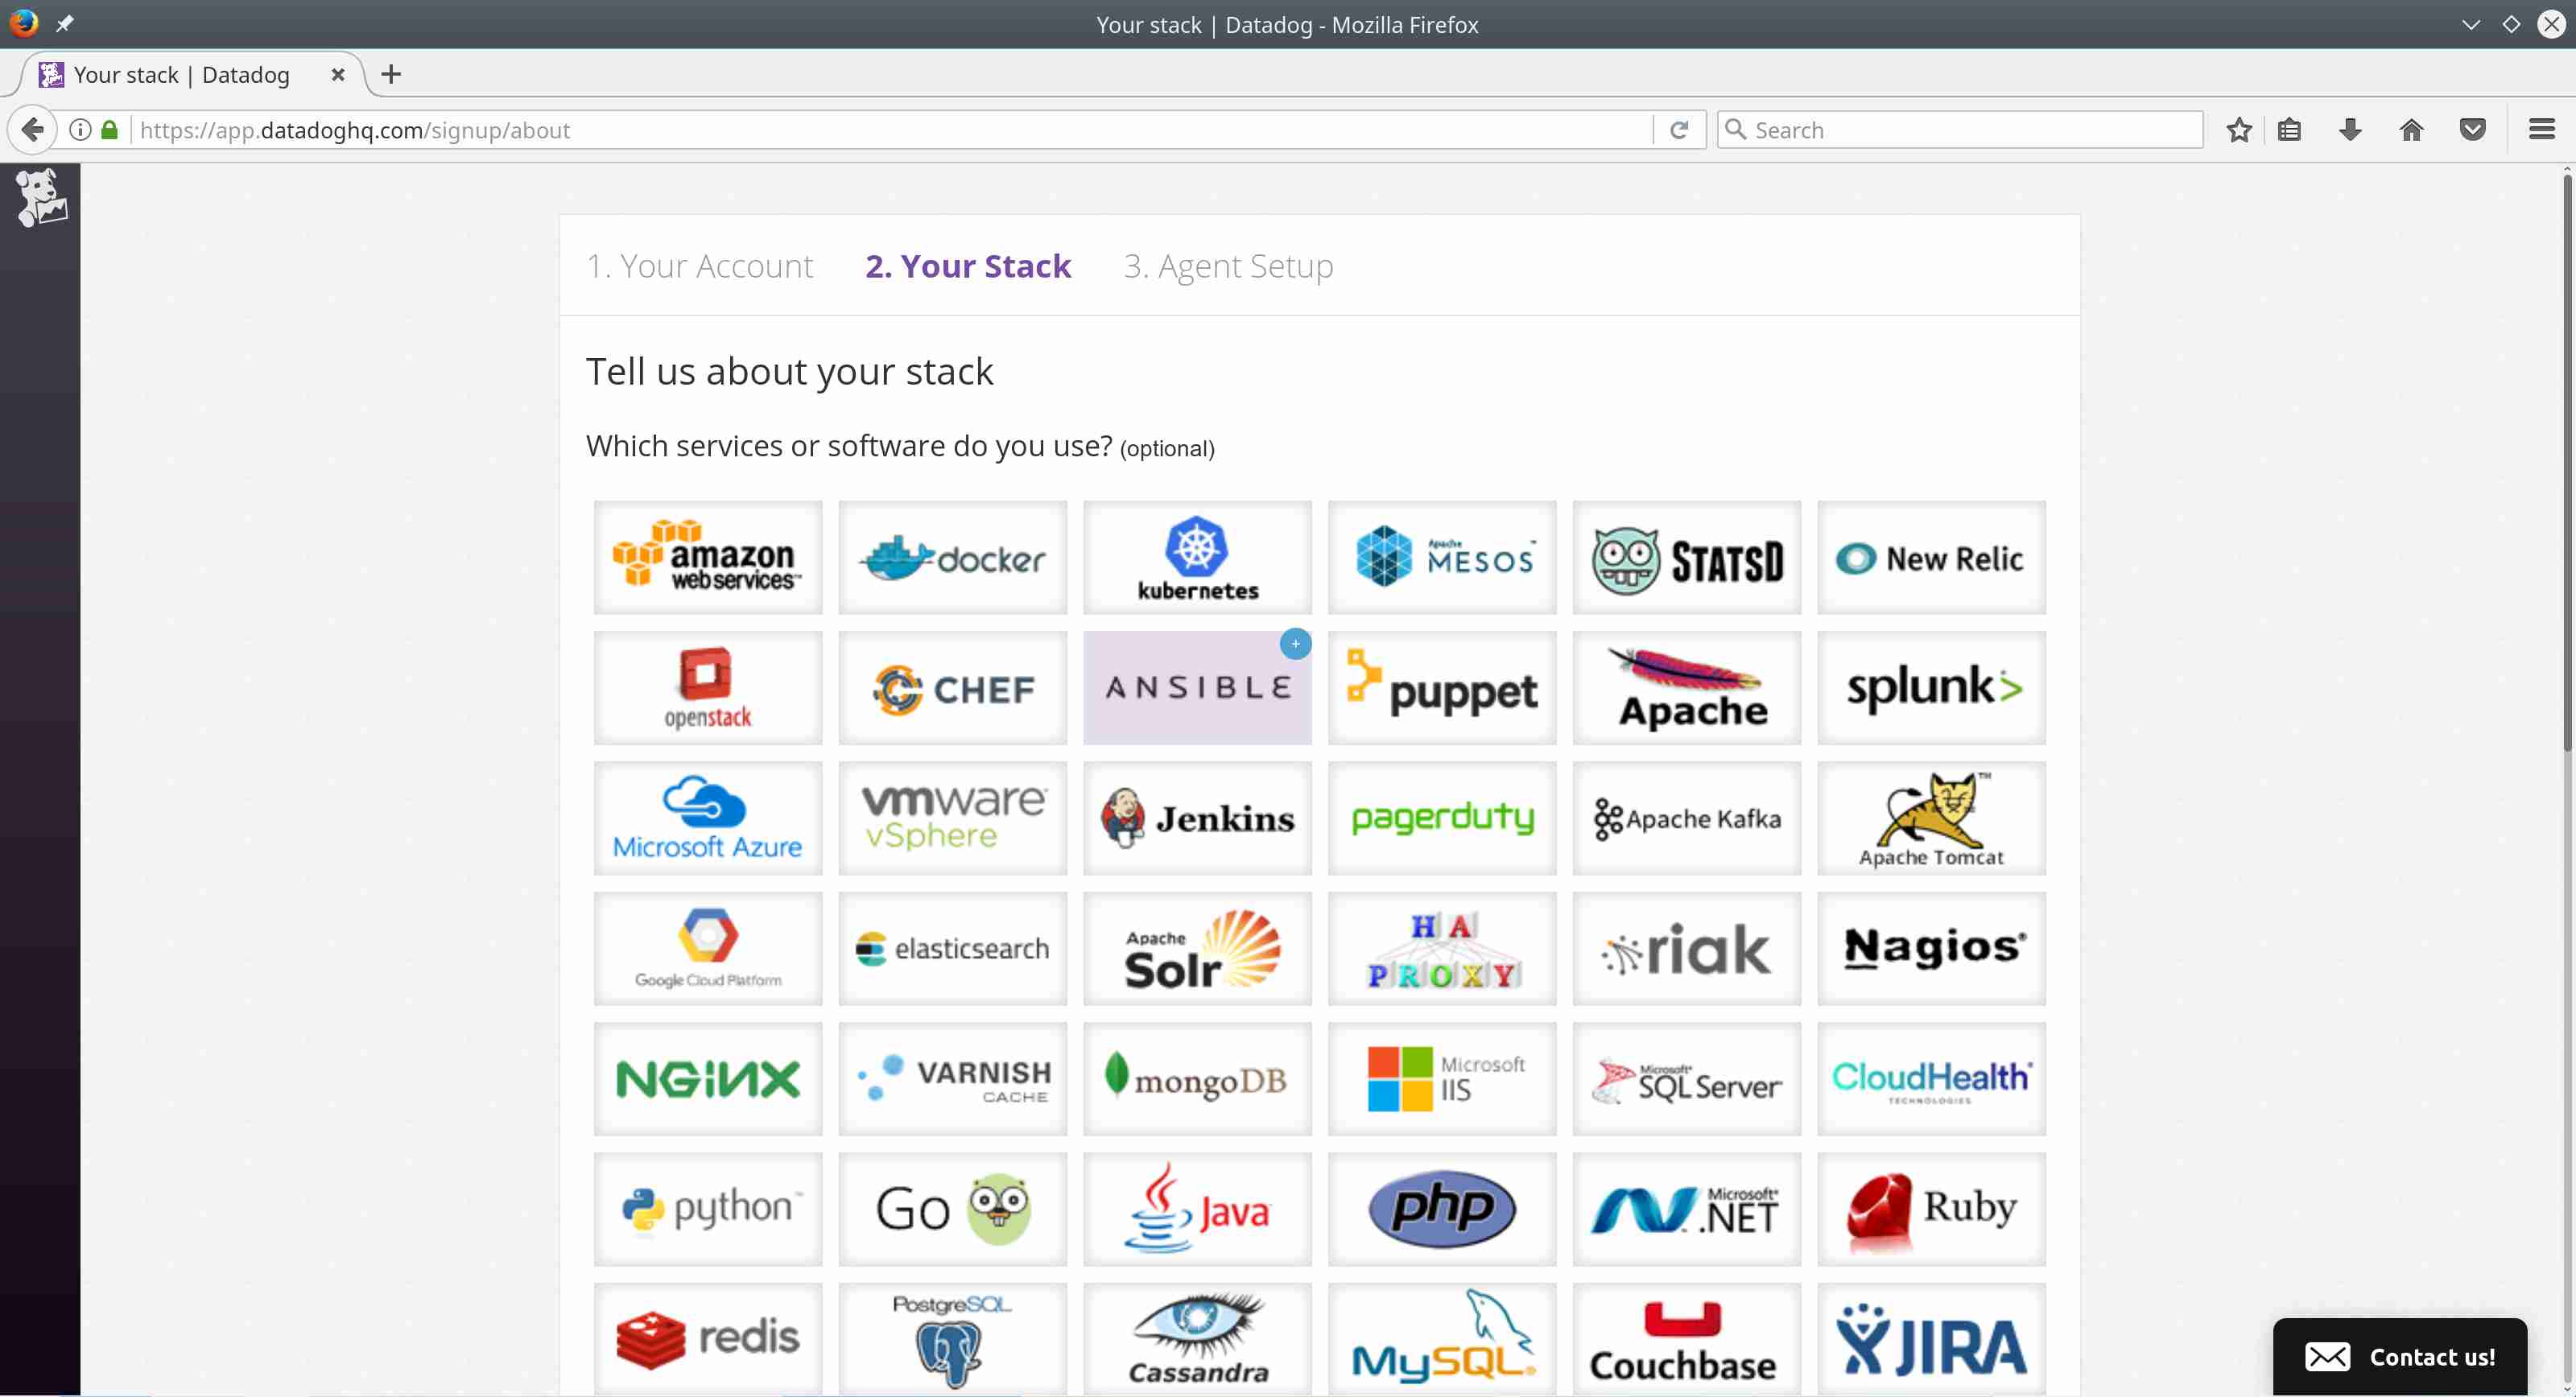 Your stack | Datadog - Mozilla Firefox
Your stack | Datadog
https://app.datadoghq.com/signup/about
Search
1. Your Account
2. Your Stack
3. Agent Setup
Tell us about your stack
Which services or software do you use? (optional)
amazon
web services™
docker
kubernetes
Apache
MESOS™
STATSD
New Relic
openstack
CHEF
ANSIBLE
+
puppet
Apache
splunk>
Microsoft Azure
vmware
vSphere
Jenkins
pagerduty
Apache Kafka
Apache Tomcat
TM
Google Cloud Platform
elasticsearch
Apache
Solr
HA
PROXY
riak
Nagios®
NGiNX
VARNISH
CACHE
mongoDB
Microsoft
IIS
Microsoft®
SQL Server
CloudHealth
TECHNOLOGIES
python™
Go
Java
php
Microsoft®
.NET
Ruby
redis
PostgreSQL
Cassandra
MySQL®
Couchbase
JIRA
Contact us!